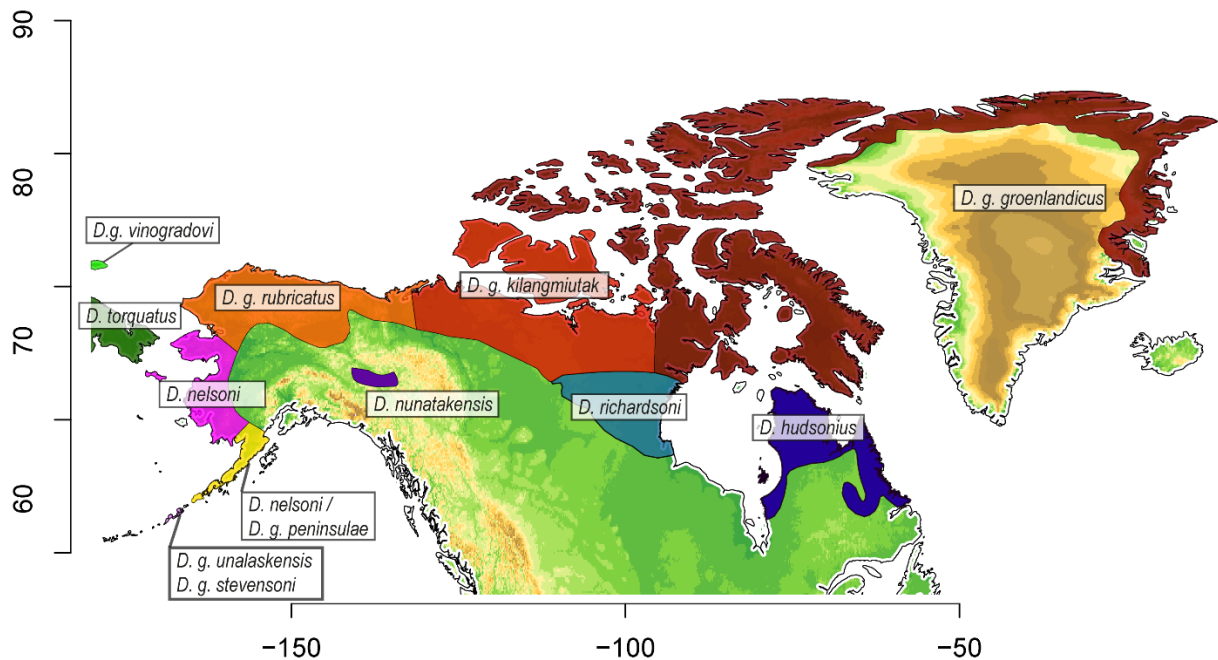 90
80
70
60
D.g. vinogradovi
D. torquatus
D. g. rubricatus
D. g. kilangmiutak
D. g. groenlandicus
D. nelsoni
D. nunatakensis
D. richardsoni
D. hudsonius
D. nelsoni /
D. g. peninsulae
D. g. unalaskensis
D. g. stevensoni
−150
−100
−50